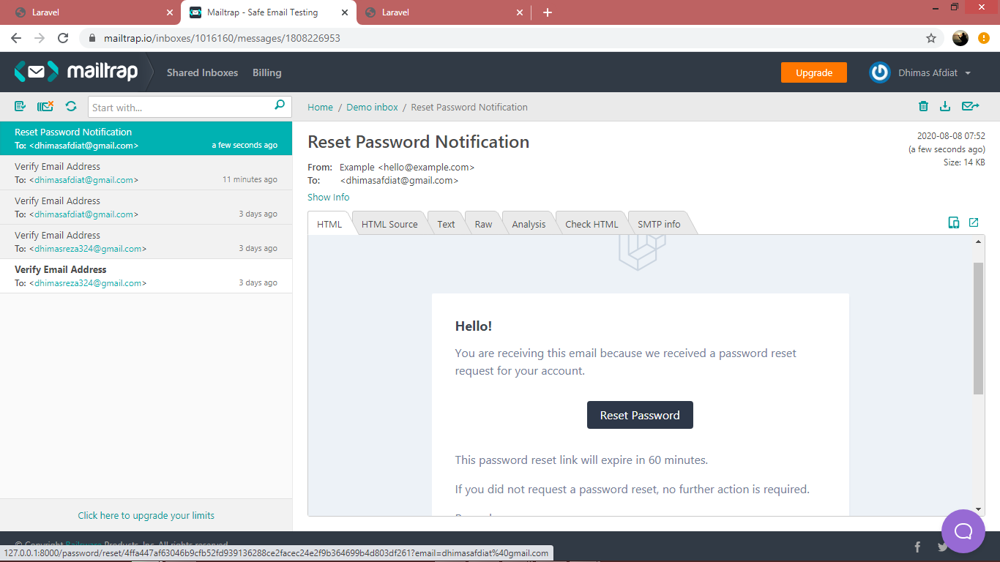 Laravel
Mailtrap - Safe Email Testing
Laravel
mailtrap.io/inboxes/1016160/messages/1808226953
mailtrap
Shared Inboxes
Billing
Upgrade
Dhimas Afdiat
Start with...
Home / Demo inbox / Reset Password Notification
Reset Password Notification
To: <dhimasafdiat@gmail.com>
a few seconds ago
Verify Email Address
To: <dhimasafdiat@gmail.com>
11 minutes ago
Verify Email Address
To: <dhimasafdiat@gmail.com>
3 days ago
Verify Email Address
To: <dhimasreza324@gmail.com>
3 days ago
Verify Email Address
To: <dhimasreza324@gmail.com>
3 days ago
Click here to upgrade your limits
Reset Password Notification
2020-08-08 07:52
(a few seconds ago)
Size: 14 KB
From: Example <hello@example.com>
To: <dhimasafdiat@gmail.com>
Show Info
HTML
HTML Source
Text
Raw
Analysis
Check HTML
SMTP info
Hello!
You are receiving this email because we received a password reset
request for your account.
Reset Password
This password reset link will expire in 60 minutes.
If you did not request a password reset, no further action is required.
© Copyright Railsware Products, Inc. All rights reserved
127.0.0.1:8000/password/reset/4ffa447af63046b9cfb52fd939136288ce2facec24e2f9b364699b4d803df261?email=dhimasafdiat%40gmail.com